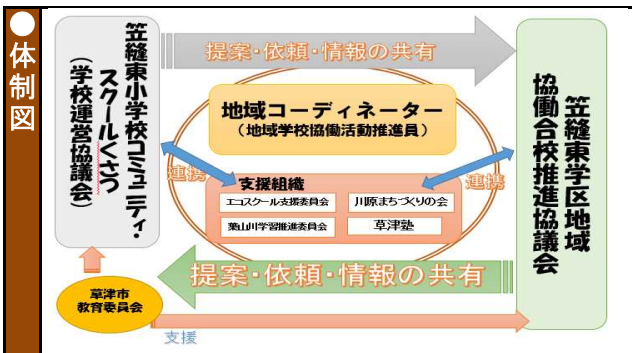 ●体制図
笠縫東小学校コミュニティ・
スクールくさつ
（学校運営協議会）
提案・依頼・情報の共有
地域コーディネーター
（地域学校協働活動推進員）
連携
支援組織
連携
エコスクール支援委員会
川原まちづくりの会
葉山川学習推進委員会
草津塾
笠縫東学区地域
協働合校推進協議会
提案・依頼・情報の共有
草津市
教育委員会
支援